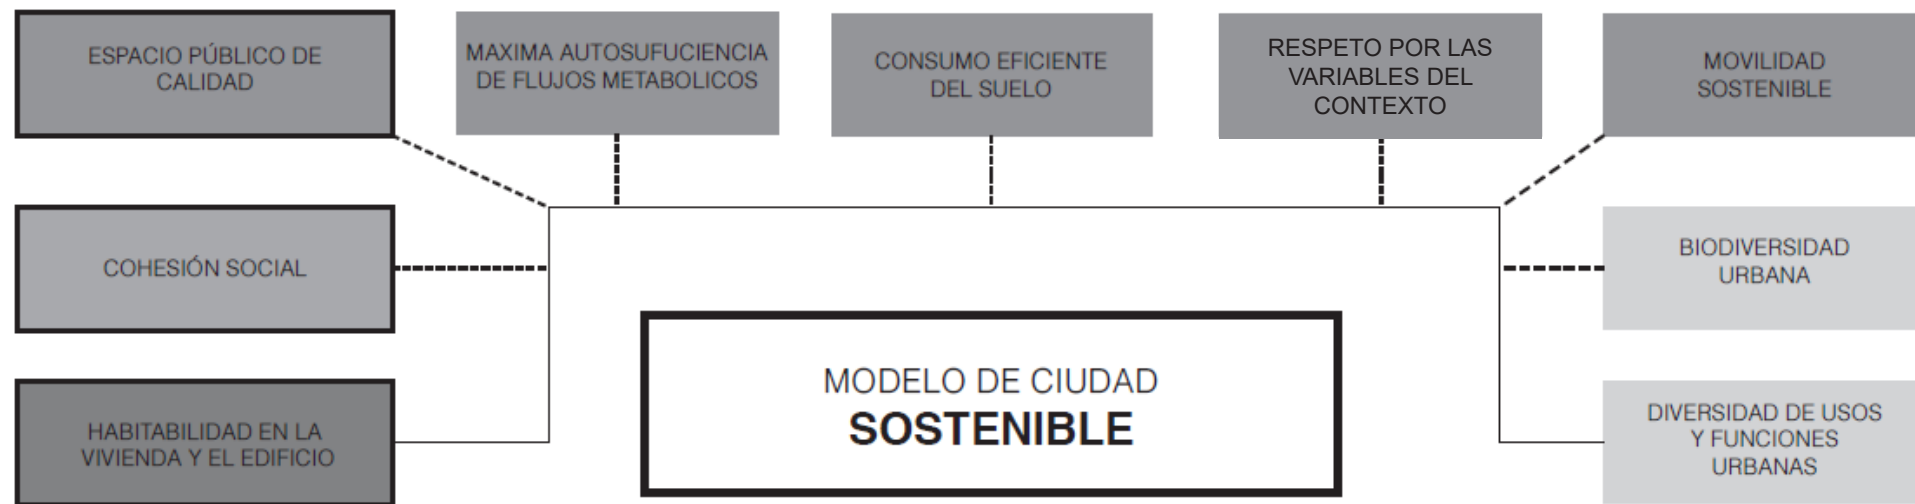 ESPACIO PÚBLICO DE
CALIDAD
MAXIMA AUTOSUFUCIENCIA
DE FLUJOS METABOLICOS
CONSUMO EFICIENTE
DEL SUELO
RESPETO POR LAS
VARIABLES DEL
CONTEXTO
MOVILIDAD
SOSTENIBLE
COHESIÓN SOCIAL
BIODIVERSIDAD
URBANA
MODELO DE CIUDAD
SOSTENIBLE
HABITABILIDAD EN LA
VIVIENDA Y EL EDIFICIO
DIVERSIDAD DE USOS
Y FUNCIONES
URBANAS